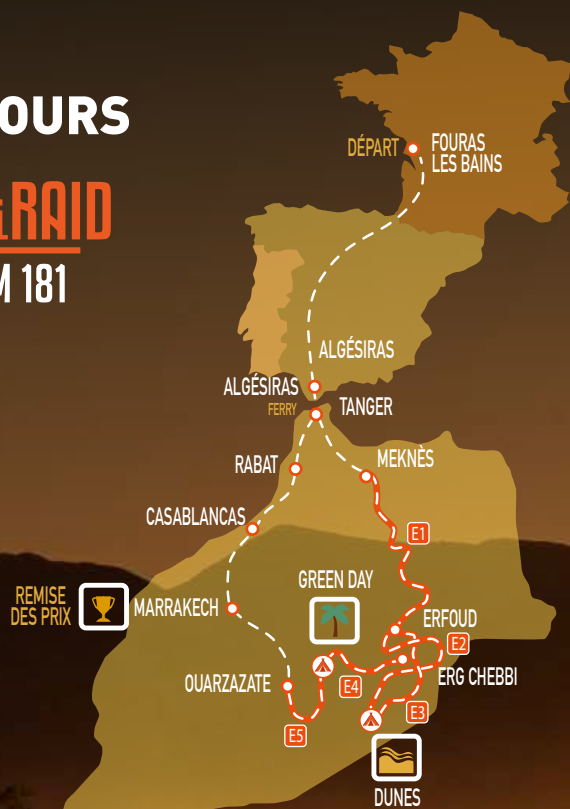 OURS
RAID
M 181
DÉPART
FOURAS
LES BAINS
ALGÉSIRAS
ALGÉSIRAS
FERRY
TANGER
RABAT
MEKNÈS
CASABLANCAS
E1
GREEN DAY
REMISE
DES PRIX
MARRAKECH
ERFOUD
E2
ERG CHEBBI
OUARZAZATE
E4
E3
E5
DUNES